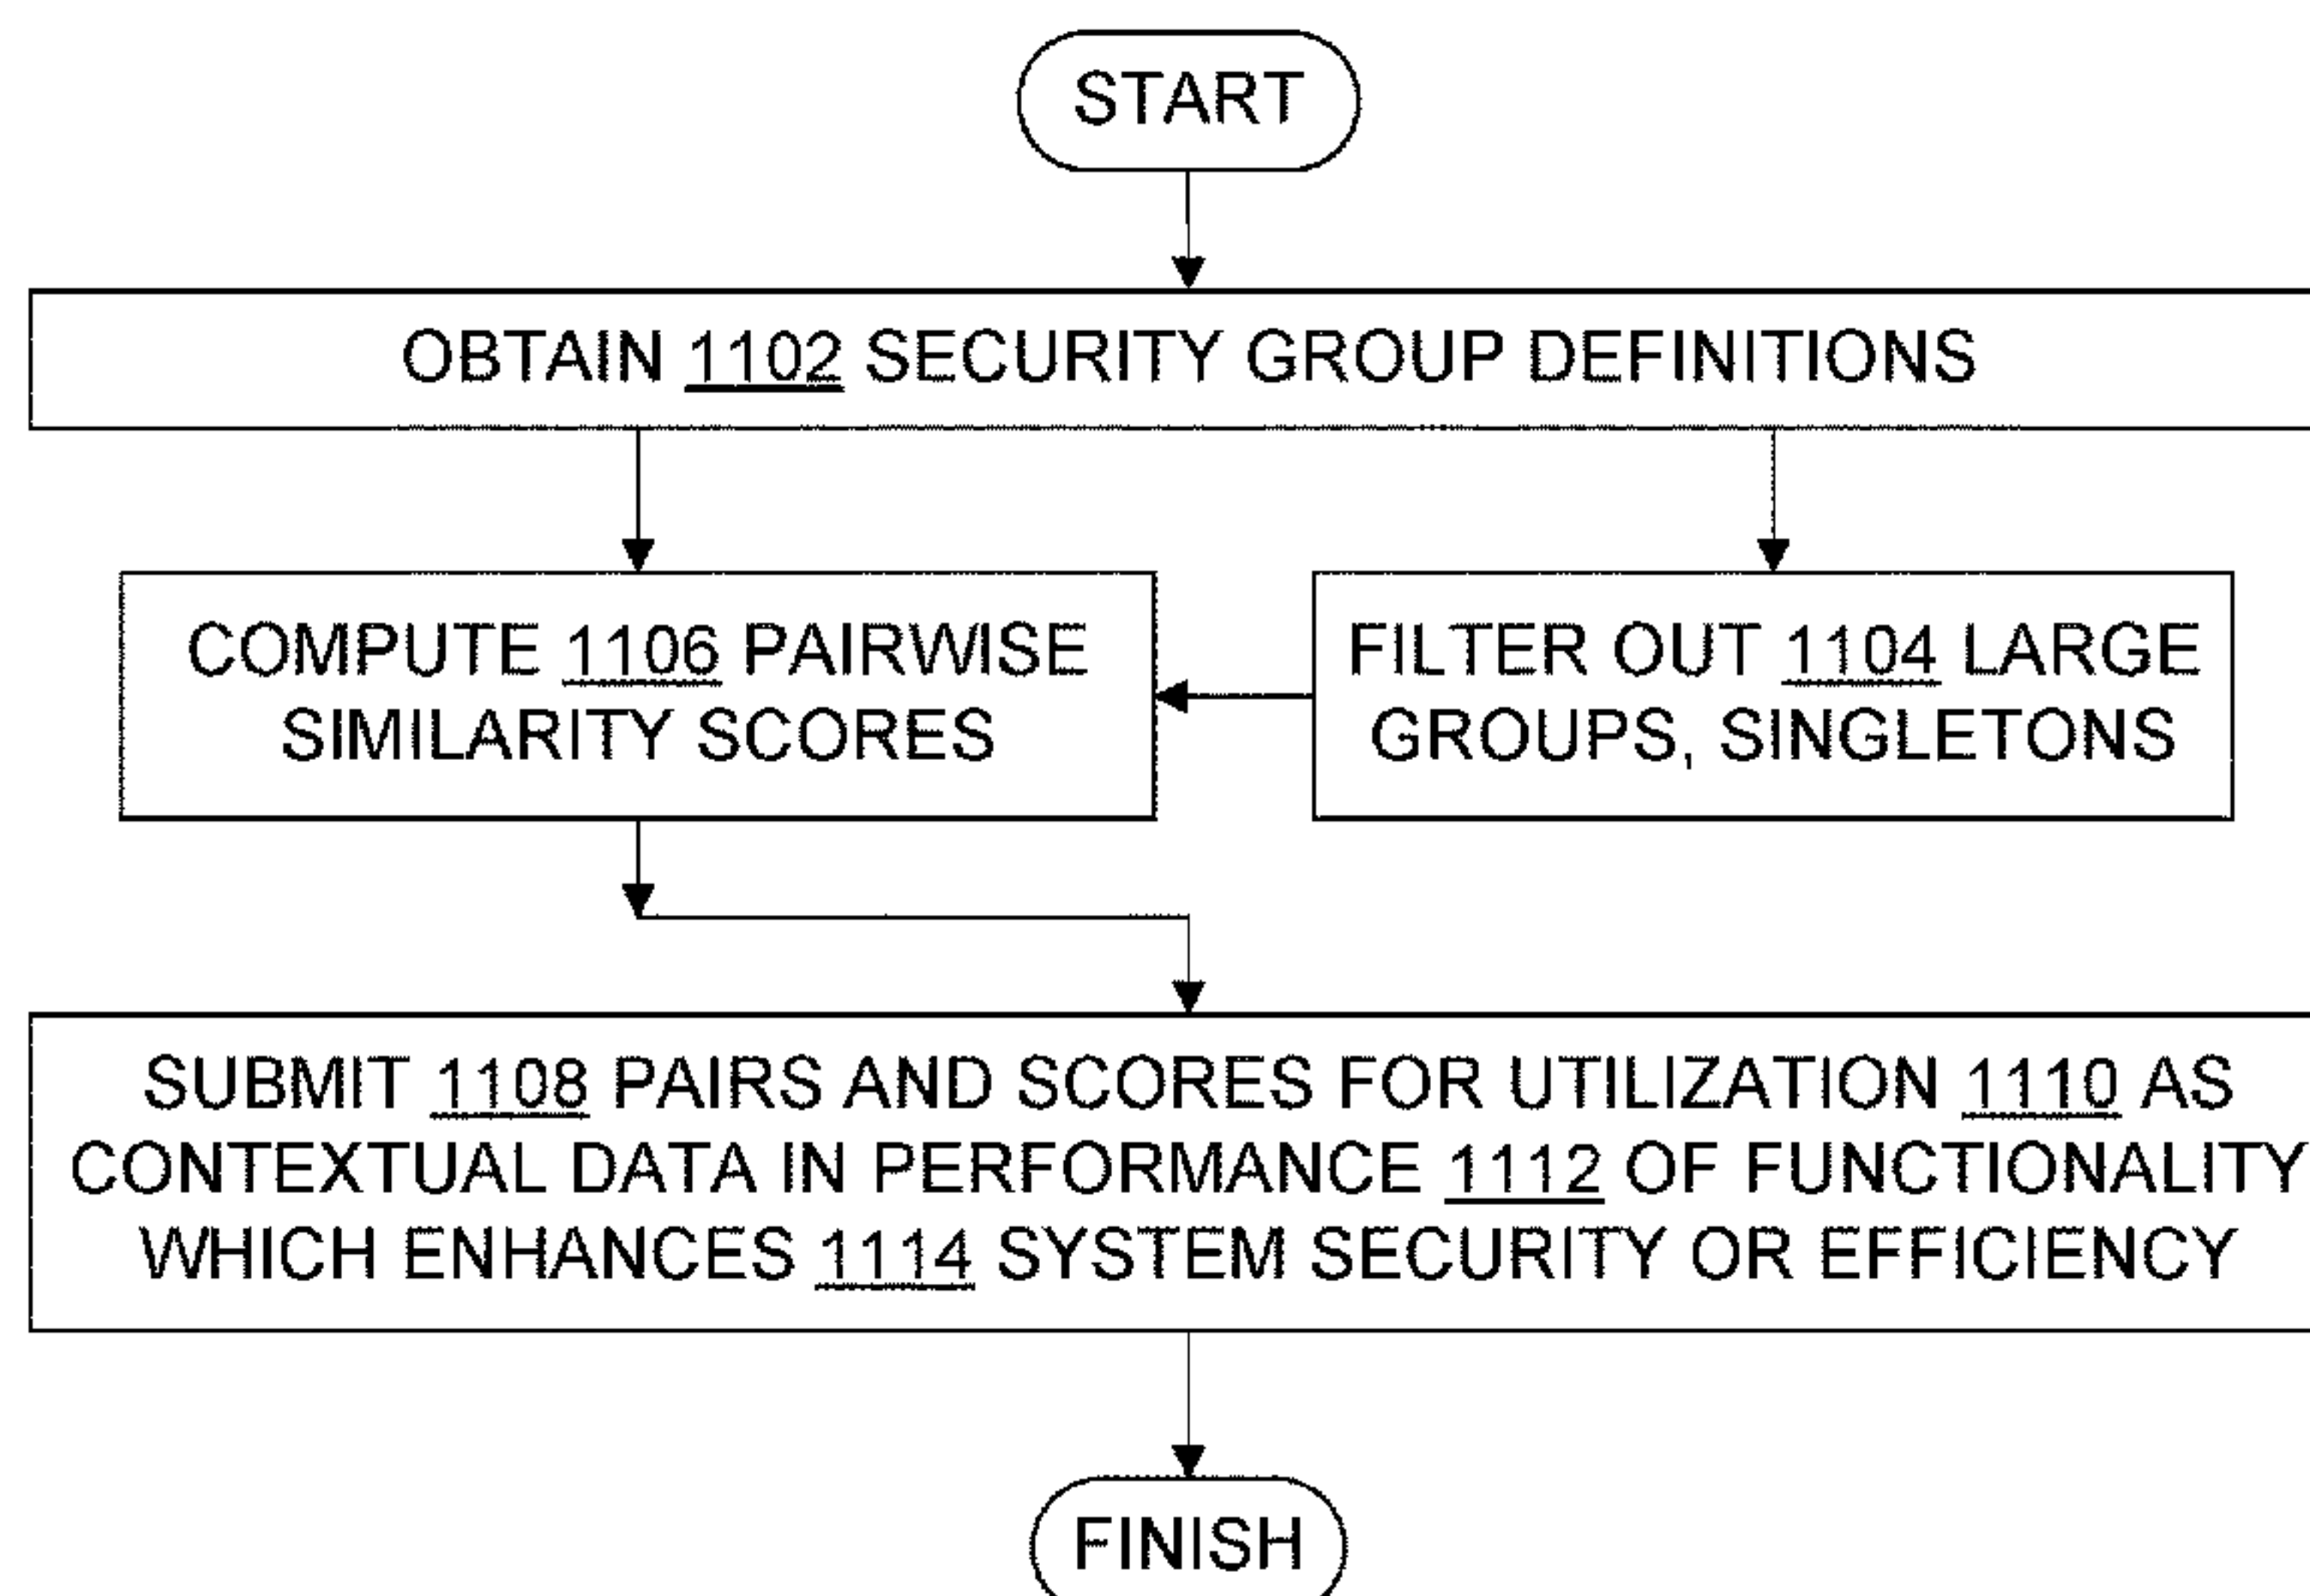 START
OBTAIN 1102 SECURITY GROUP DEFINITIONS
COMPUTE 1106 PAIRWISE
SIMILARITY SCORES
FILTER OUT 1104 LARGE
GROUPS, SINGLETONS
SUBMIT 1108 PAIRS AND SCORES FOR UTILIZATION 1110 AS
CONTEXTUAL DATA IN PERFORMANCE 1112 OF FUNCTIONALITY
WHICH ENHANCES 1114 SYSTEM SECURITY OR EFFICIENCY
FINISH